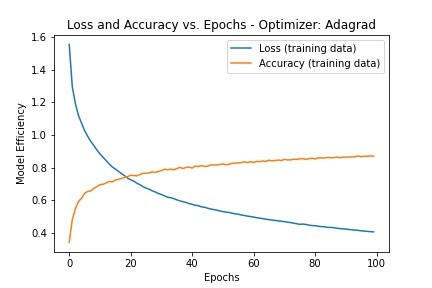 Loss and Accuracy vs. Epochs - Optimizer: Adagrad
1.6
1.4
1.2
1.0
0.8
0.6
0.4
Model Efficiency
Loss (training data)
Accuracy (training data)
0 20 40 60 80 100
Epochs